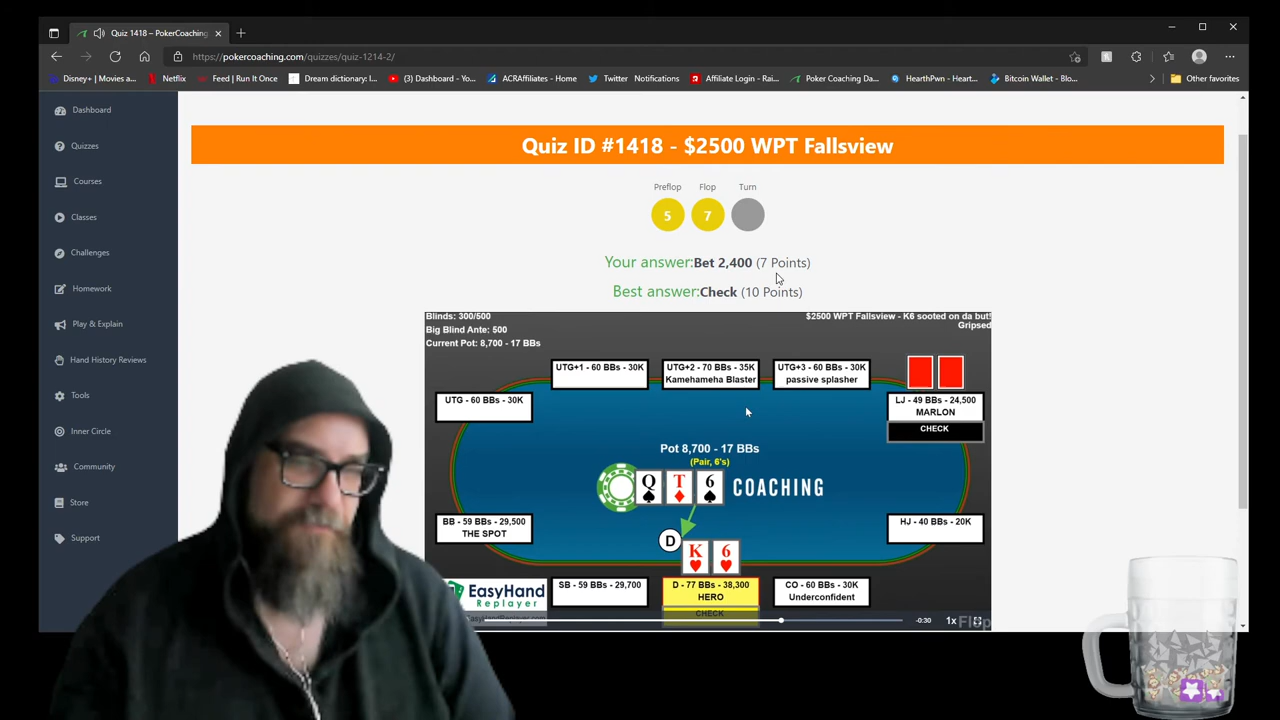 Quiz 1418 – PokerCoaching
https://pokercoaching.com/quizzes/quiz-1214-2/
Disney+ | Movies a...
Netflix
Feed | Run It Once
Dream dictionary: I...
(3) Dashboard - Yo...
ACRAffiliates - Home
Twitter
Notifications
Affiliate Login - Rai...
Poker Coaching Da...
HearthPwn - Heart...
Bitcoin Wallet - Blo...
Other favorites
Dashboard
Quizzes
Courses
Classes
Challenges
Homework
Play & Explain
Hand History Reviews
Tools
Inner Circle
Community
Store
Support
Quiz ID #1418 - $2500 WPT Fallsview
Preflop
Flop
Turn
5
7
Your answer:Bet 2,400 (7 Points)
Best answer:Check (10 Points)
Blinds: 300/500
Big Blind Ante: 500
Current Pot: 8,700 - 17 BBs
$2500 WPT Fallsview - K6 sooted on da but!
Gripsed
UTG+1 - 60 BBs - 30K
UTG+2 - 70 BBs - 35K
Kamehameha Blaster
UTG+3 - 60 BBs - 30K
passive splasher
UTG - 60 BBs - 30K
LJ - 49 BBs - 24,500
MARLON
CHECK
Pot 8,700 - 17 BBs
(Pair, 6's)
Q T 6
COACHING
BB - 59 BBs - 29,500
THE SPOT
D
K 6
HJ - 40 BBs - 20K
EasyHand
Replayer
SB - 59 BBs - 29,700
D - 77 BBs - 38,300
HERO
CHECK
CO - 60 BBs - 30K
Underconfident
-0:30
1x
Flop